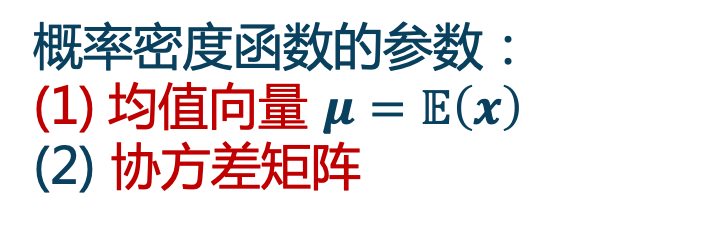 概率密度函数的参数：
(1) 均值向量 𝝁 = 𝔼(𝒙)
(2) 协方差矩阵